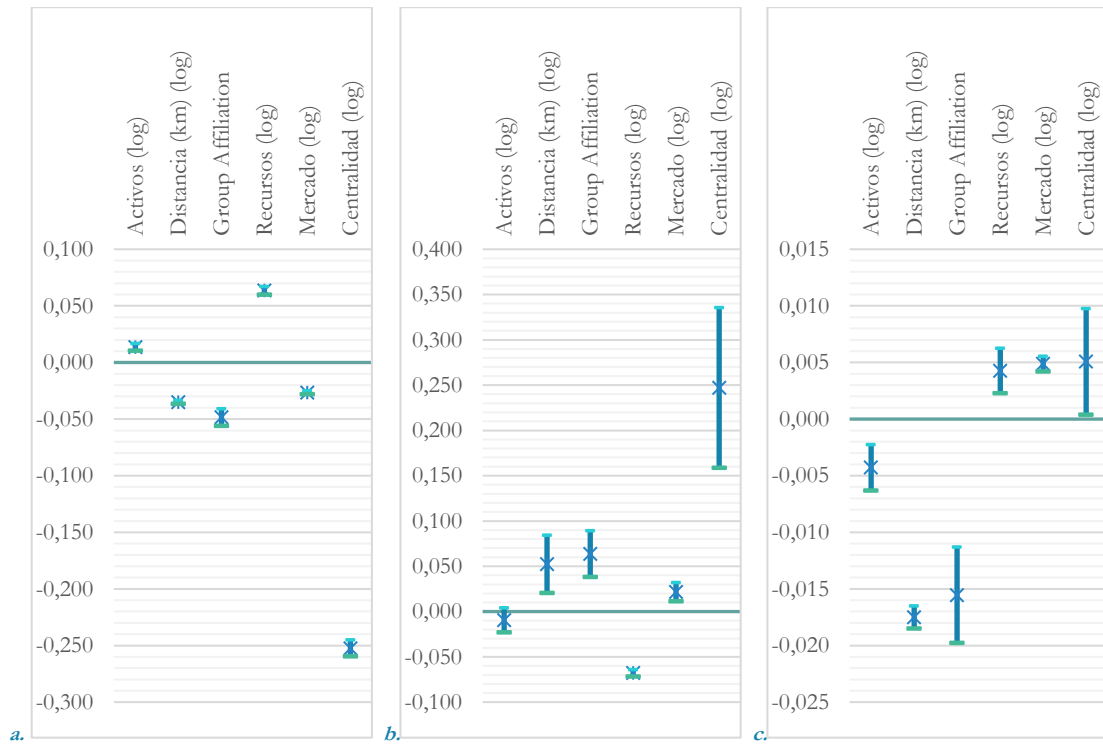 Activos (log)
Distancia (km) (log)
Group Affiliation
Recursos (log)
Mercado (log)
Centralidad (log)
0,100
0,050
0,000
-0,050
-0,100
-0,150
-0,200
-0,250
-0,300
a.
Activos (log)
Distancia (km) (log)
Group Affiliation
Recursos (log)
Mercado (log)
Centralidad (log)
0,400
0,350
0,300
0,250
0,200
0,150
0,100
0,050
0,000
-0,050
-0,100
b.
Activos (log)
Distancia (km) (log)
Group Affiliation
Recursos (log)
Mercado (log)
Centralidad (log)
0,015
0,010
0,005
0,000
-0,005
-0,010
-0,015
-0,020
-0,025
c.